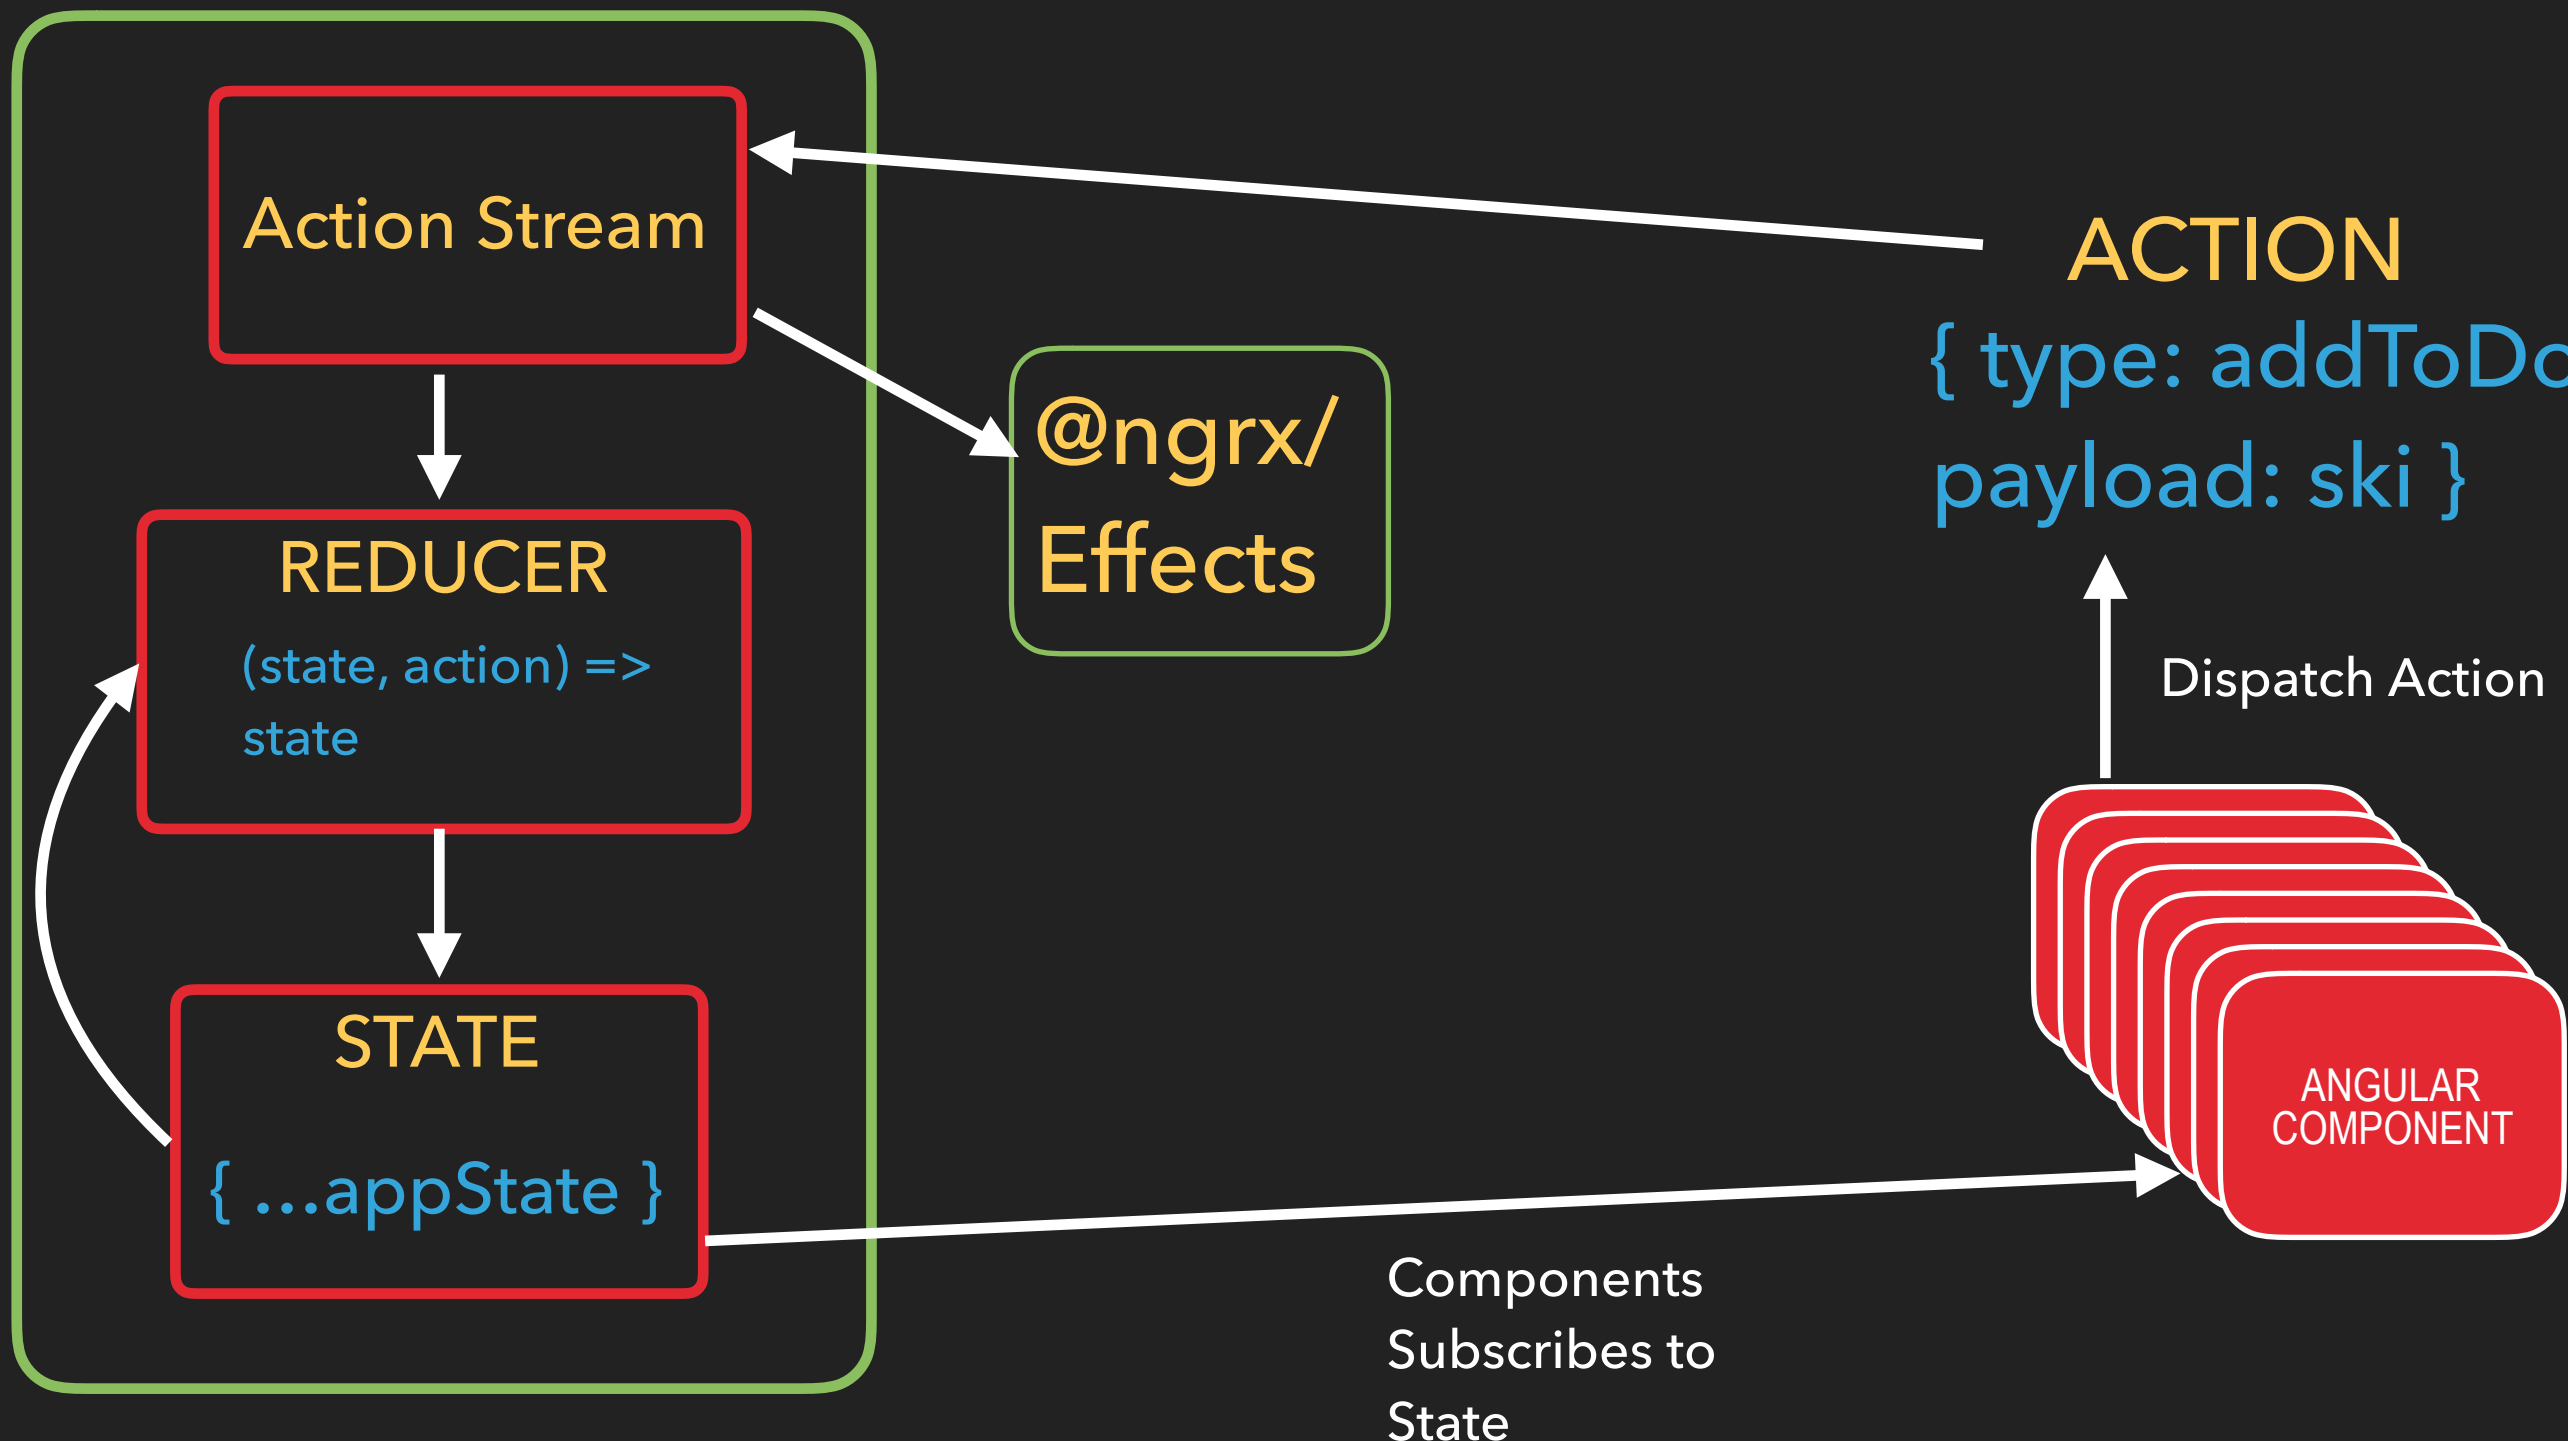 Action Stream
REDUCER
(state, action) =>
state
STATE
{ ...appState }
@ngrx/
Effects
ACTION
{ type: addToDo
payload: ski }
Dispatch Action
ANGULAR
COMPONENT
Components
Subscribes to
State